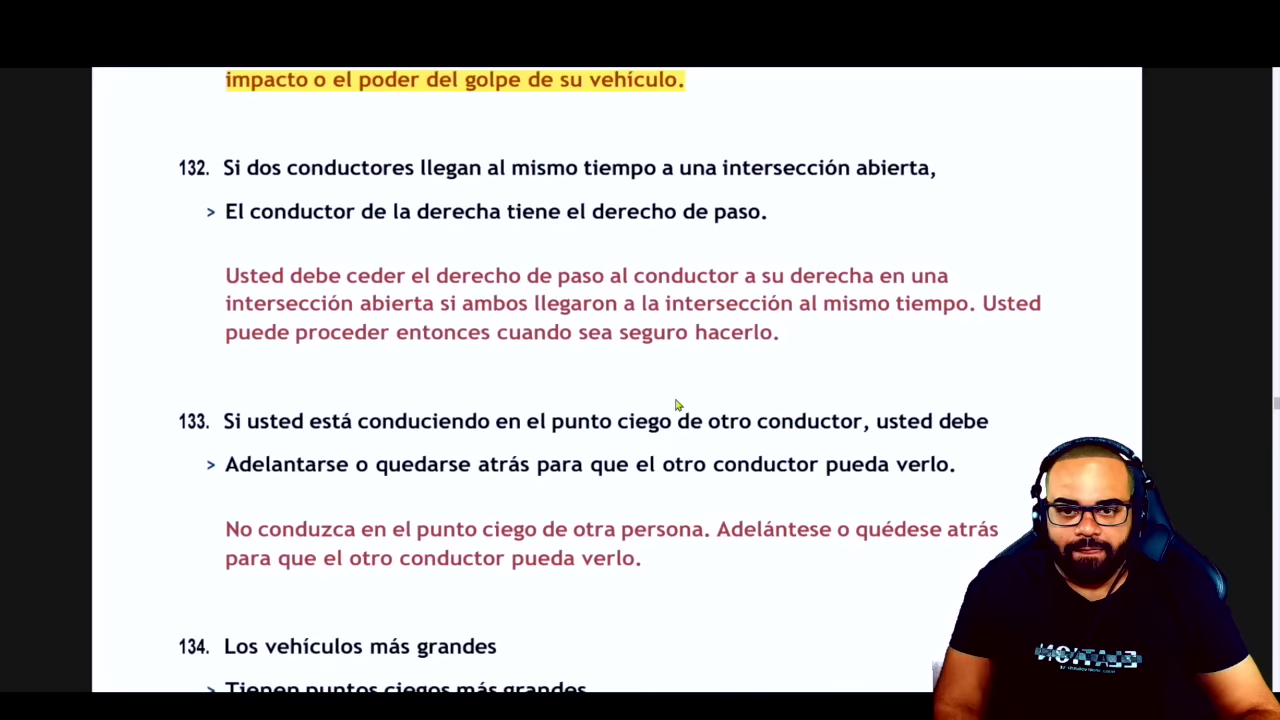 impacto o el poder del golpe de su vehículo.
132. Si dos conductores llegan al mismo tiempo a una intersección abierta,
> El conductor de la derecha tiene el derecho de paso.
Usted debe ceder el derecho de paso al conductor a su derecha en una
intersección abierta si ambos llegaron a la intersección al mismo tiempo. Usted
puede proceder entonces cuando sea seguro hacerlo.
133. Si usted está conduciendo en el punto ciego de otro conductor, usted debe
> Adelantarse o quedarse atrás para que el otro conductor pueda verlo.
No conduzca en el punto ciego de otra persona. Adelántese o quédese atrás
para que el otro conductor pueda verlo.
134. Los vehículos más grandes
> Tienen puntos ciegos más grandes